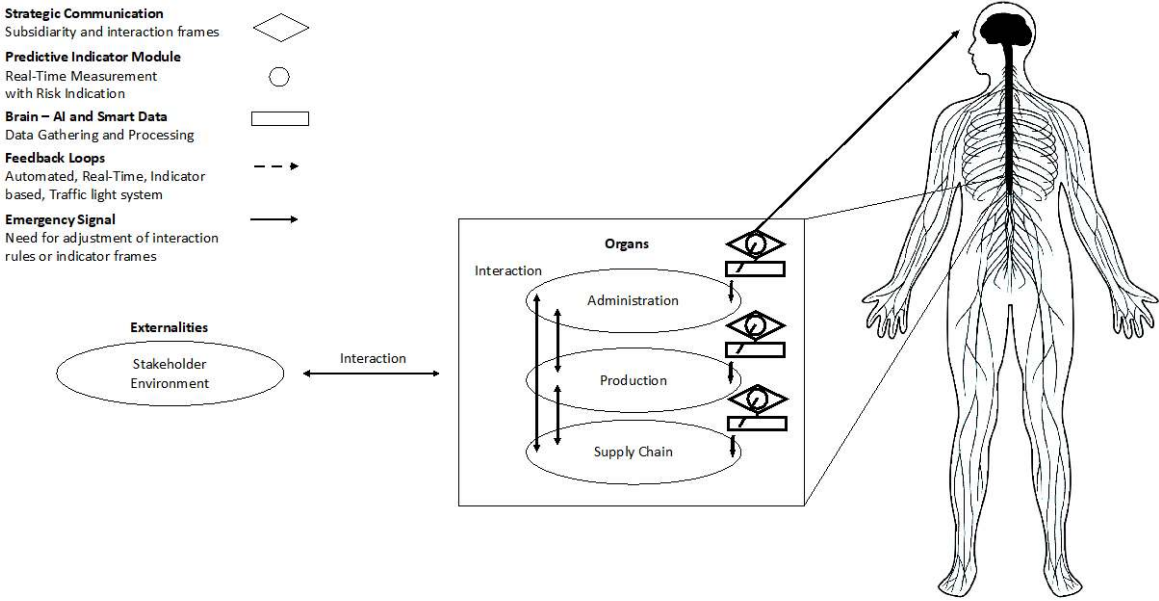 Strategic Communication
Subsidiarity and interaction frames
Predictive Indicator Module
Real-Time Measurement
with Risk Indication
Brain – AI and Smart Data
Data Gathering and Processing
Feedback Loops
Automated, Real-Time, Indicator
based, Traffic light system
Emergency Signal
Need for adjustment of interaction
rules or indicator frames
Externalities
Stakeholder
Environment
Interaction
Organs
Interaction
Administration
Production
Supply Chain